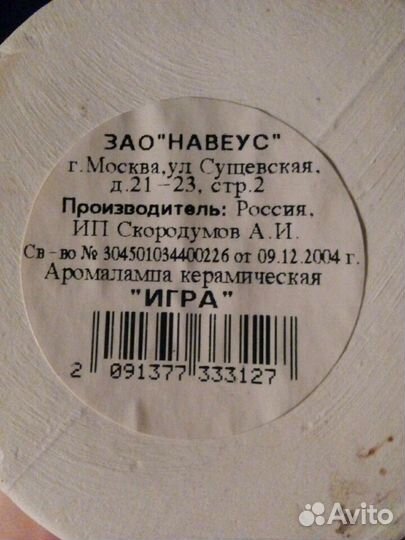 ЗАО"НАВЕУС"
г.Москва,ул Сущевская,
д.21-23, стр.2
Производитель: Россия,
ИП Скородумов А.И.
Св-во № 304501034400226 от 09.12.2004 г.
Аромалампа керамическая
"ИГРА"
2 091377 333127
Avito